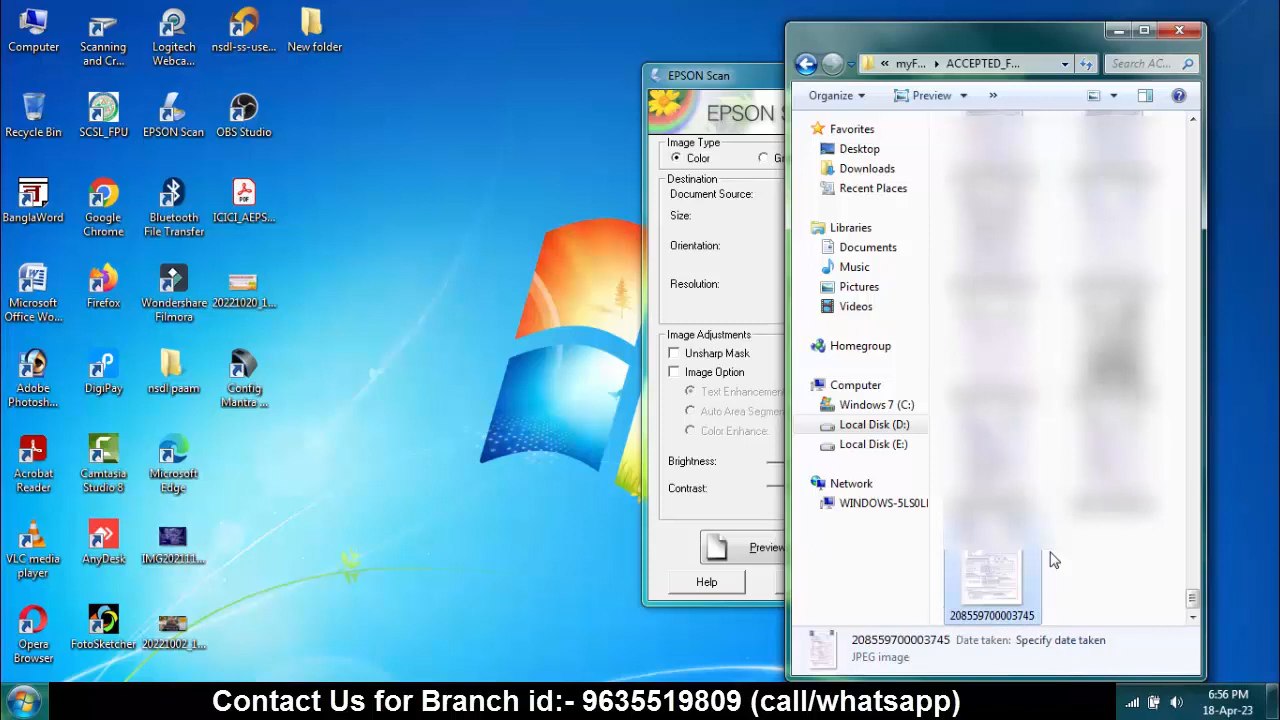 Computer
Scanning and Cr...
Logitech Webca...
nsdl-ss-use...
New folder
Recycle Bin
SCSL_FPU
EPSON Scan
OBS Studio
BanglaWord
Google Chrome
Bluetooth File Transfer
ICICI_AEPS...
Microsoft Office Wo...
Firefox
Wondershare Filmora
20221020_1...
Adobe Photosh...
DigiPay
nsdl paam
Config Mantra ...
Acrobat Reader
Camtasia Studio 8
Microsoft Edge
VLC media player
AnyDesk
IMG202111...
Opera Browser
FotoSketcher
20221002_1...
EPSON Scan
EPSON S
Image Type
Color
Gr
Destination
Document Source:
Size:
Orientation:
Resolution:
Image Adjustments
Unsharp Mask
Image Option
Text Enhancemen
Auto Area Segmen
Color Enhance:
Brightness:
Contrast:
Preview
Help
« myF... ACCEPTED_F...
Search AC...
Organize
Preview
»
Favorites
Desktop
Downloads
Recent Places
Libraries
Documents
Music
Pictures
Videos
Homegroup
Computer
Windows 7 (C:)
Local Disk (D:)
Local Disk (E:)
Network
WINDOWS-5LS0LI
208559700003745
208559700003745 Date taken: Specify date taken
JPEG image
Contact Us for Branch id:- 9635519809 (call/whatsapp)
6:56 PM
18-Apr-23